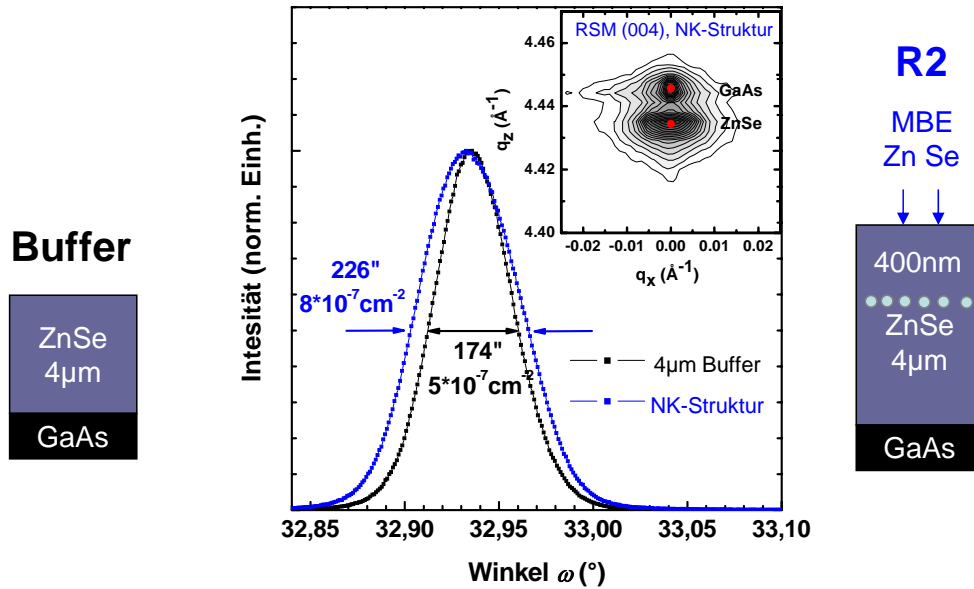 Buffer
ZnSe
4µm
GaAs
Intesität (norm. Einh.)
226"
8*10⁻⁷cm⁻²
174"
5*10⁻⁷cm⁻²
4µm Buffer
NK-Struktur
32,85 32,90 32,95 33,00 33,05 33,10
Winkel ω (°)
RSM (004), NK-Struktur
4.46
4.44
4.42
4.40
qz (Å⁻¹)
GaAs
ZnSe
-0.02 -0.01 0.00 0.01 0.02
qx (Å⁻¹)
R2
MBE
Zn Se
400nm
ZnSe
4µm
GaAs